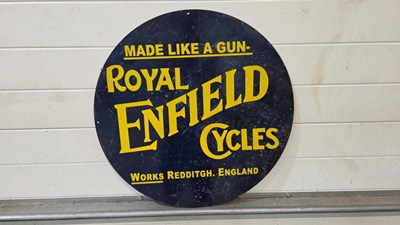 MADE LIKE A GUN-
ROYAL
ENFIELD
CYCLES
WORKS REDDITGH. ENGLAND